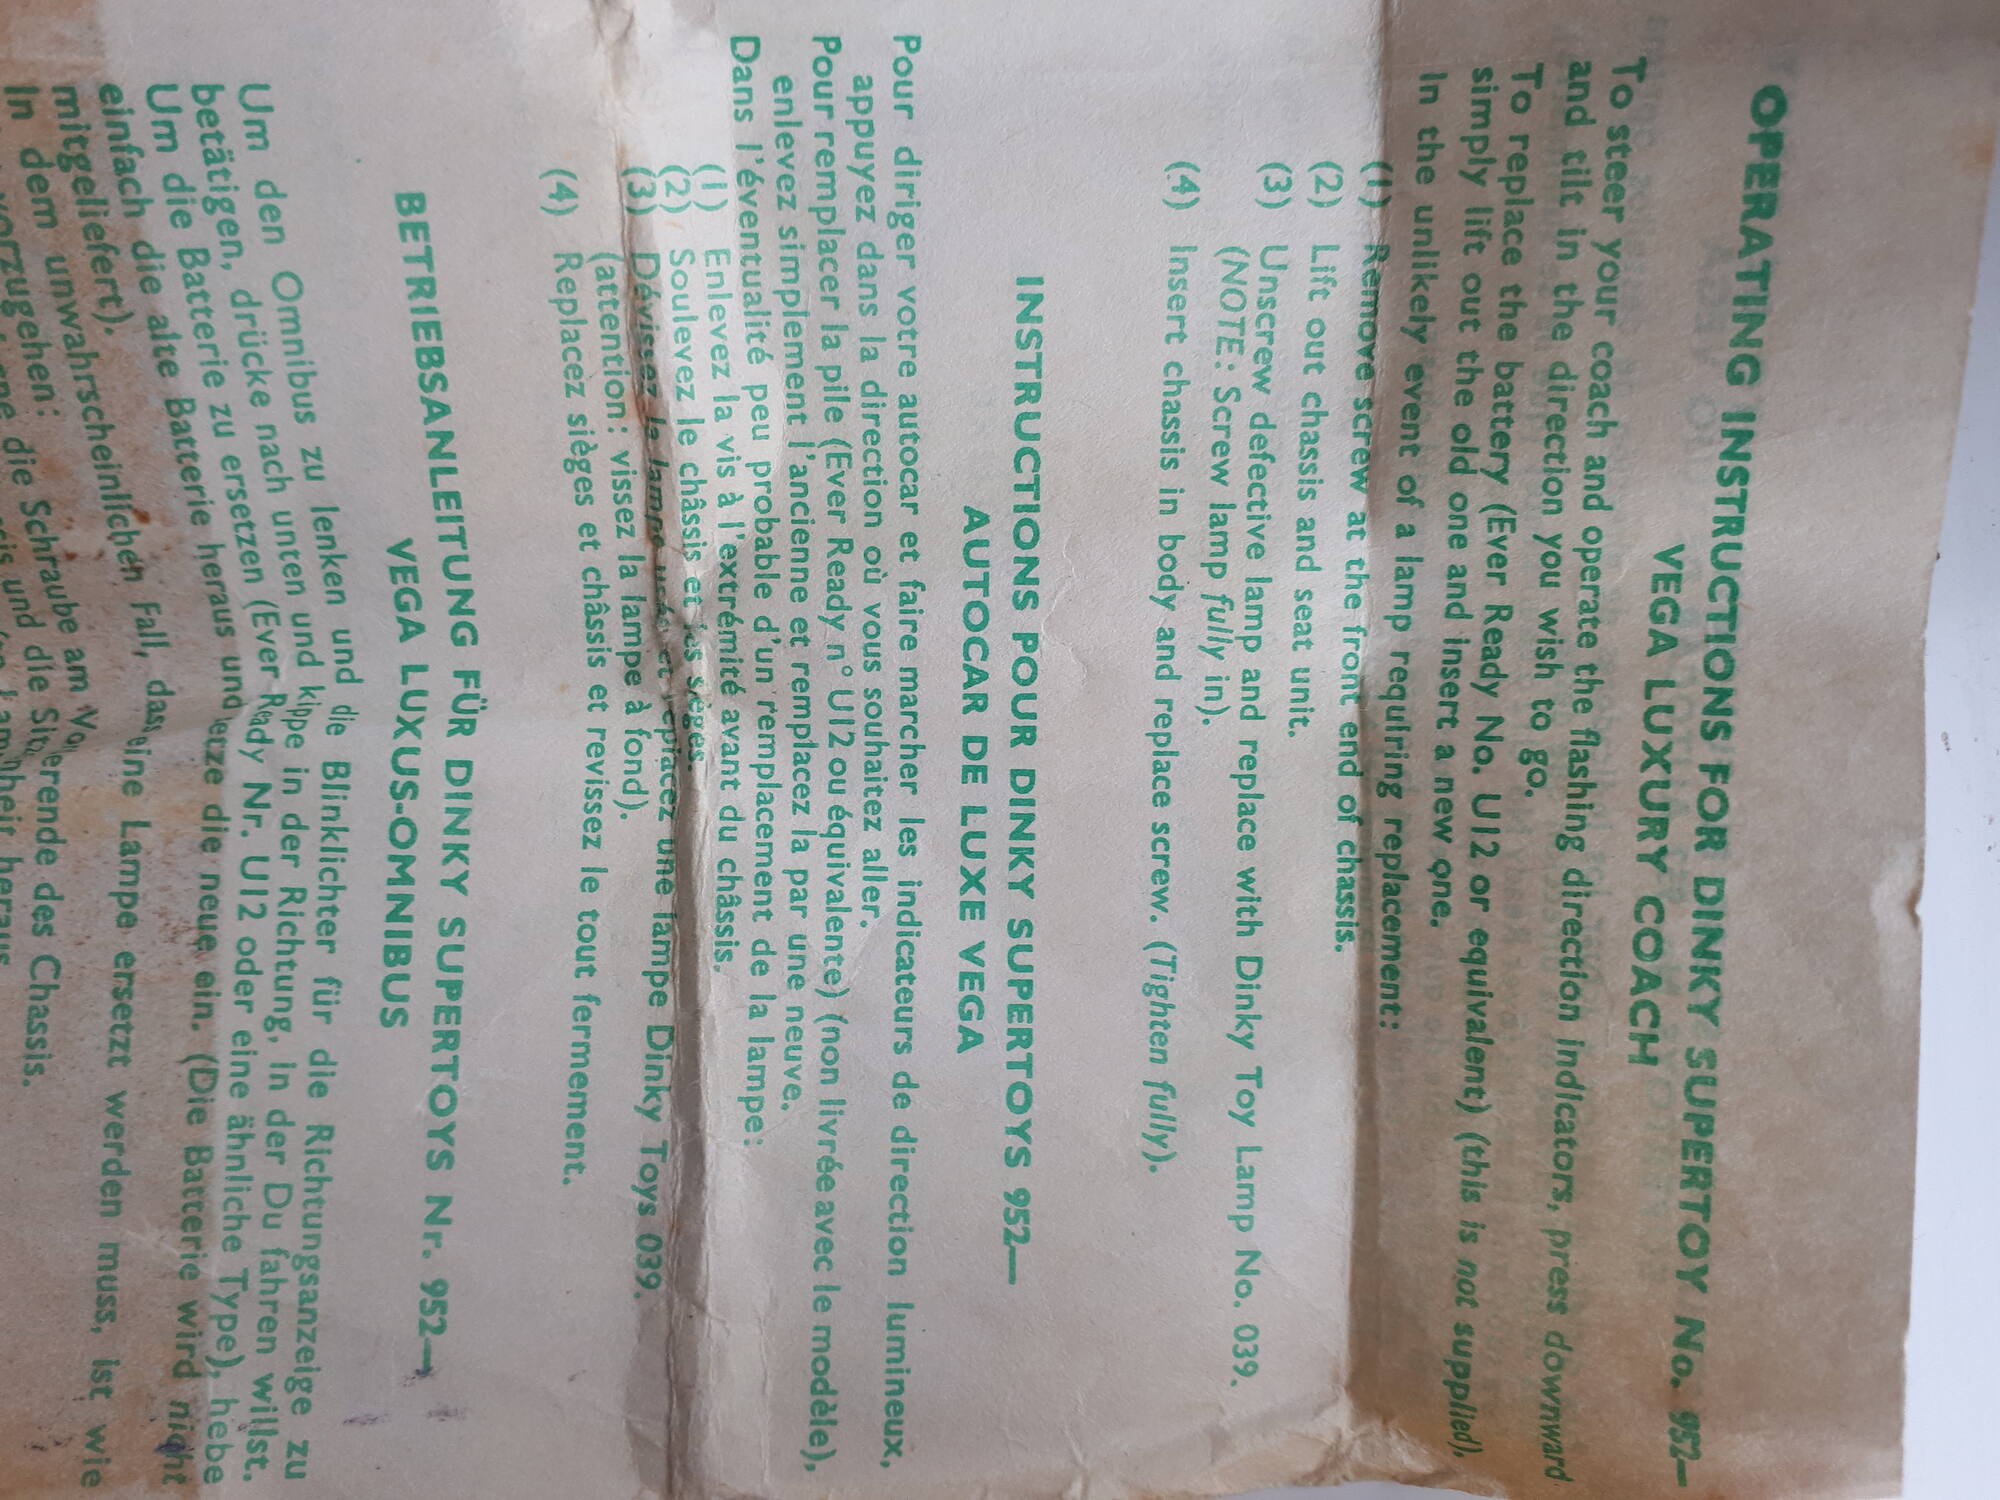 OPERATING INSTRUCTIONS FOR DINKY SUPERTOY No. 952—
VEGA LUXURY COACH
To steer your coach and operate the flashing direction indicators, press downward
and tilt in the direction you wish to go.
To replace the battery (Ever Ready No. U12 or equivalent) (this is not supplied),
simply lift out the old one and insert a new one.
In the unlikely event of a lamp requiring replacement:
(1) Remove screw at the front end of chassis.
(2) Lift out chassis and seat unit.
(3) Unscrew defective lamp and replace with Dinky Toy Lamp No. 039.
(NOTE: Screw lamp fully in).
(4) Insert chassis in body and replace screw. (Tighten fully).
INSTRUCTIONS POUR DINKY SUPERTOYS 952—
AUTOCAR DE LUXE VEGA
Pour diriger votre autocar et faire marcher les indicateurs de direction lumineux,
appuyez dans la direction où vous souhaitez aller.
Pour remplacer la pile (Ever Ready n° U12 ou équivalente) (non livrée avec le modèle),
enlevez simplement l'ancienne et remplacez la par une neuve.
Dans l'éventualité peu probable d'un remplacement de la lampe:
(1) Enlevez la vis à l'extrémité avant du châssis.
(2) Soulevez le châssis et les sièges.
(3) Dévissez la lampe usée et replacez une lampe Dinky Toys 039.
(attention: vissez la lampe à fond).
(4) Replacez sièges et châssis et revissez le tout fermement.
BETRIEBSANLEITUNG FÜR DINKY SUPERTOYS Nr. 952—
VEGA LUXUS-OMNIBUS
Um den Omnibus zu lenken und die Blinklichter für die Richtungsanzeige zu
betätigen, drücke nach unten und kippe in der Richtung, in der Du fahren willst.
Um die Batterie zu ersetzen (Ever Ready Nr. U12 oder eine ähnliche Type), hebe
einfach die alte Batterie heraus und setze die neue ein. (Die Batterie wird nicht
mitgeliefert).
In dem unwahrscheinlichen Fall, dass eine Lampe ersetzt werden muss, ist wie
vorzugehen: die Schraube am Vorderende des Chassis.
und die heraus